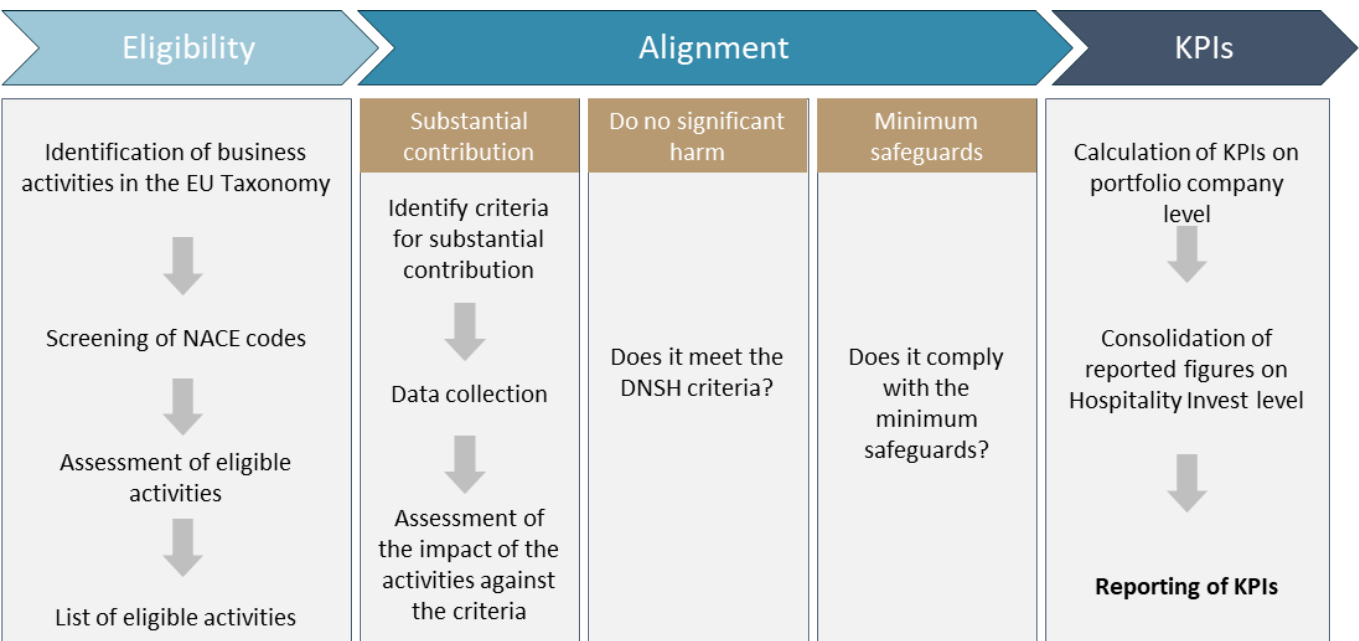 Eligibility
Alignment
KPIs
Identification of business
activities in the EU Taxonomy
Screening of NACE codes
Assessment of eligible
activities
List of eligible activities
Substantial
contribution
Identify criteria
for substantial
contribution
Data collection
Assessment of
the impact of the
activities against
the criteria
Do no significant
harm
Does it meet the
DNSH criteria?
Minimum
safeguards
Does it comply
with the
minimum
safeguards?
Calculation of KPIs on
portfolio company
level
Consolidation of
reported figures on
Hospitality Invest level
Reporting of KPIs